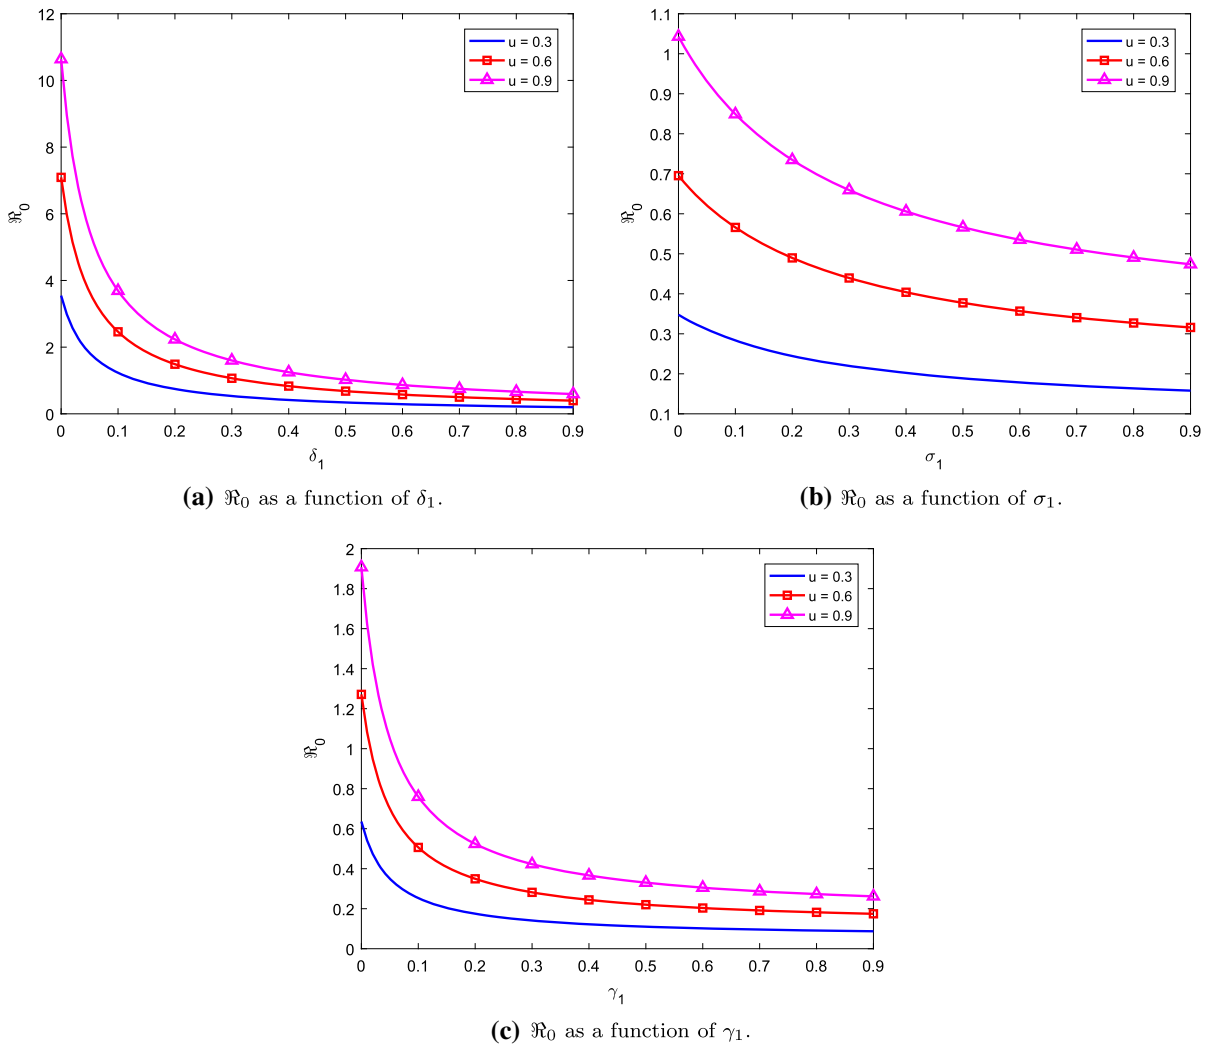 12
10
8
6
4
2
0
ℜ0
0 0.1 0.2 0.3 0.4 0.5 0.6 0.7 0.8 0.9
δ1
u = 0.3
u = 0.6
u = 0.9
(a) ℜ0 as a function of δ1.
1.1
1
0.9
0.8
0.7
0.6
0.5
0.4
0.3
0.2
0.1
ℜ0
0 0.1 0.2 0.3 0.4 0.5 0.6 0.7 0.8 0.9
σ1
u = 0.3
u = 0.6
u = 0.9
(b) ℜ0 as a function of σ1.
2
1.8
1.6
1.4
1.2
1
0.8
0.6
0.4
0.2
0
ℜ0
0 0.1 0.2 0.3 0.4 0.5 0.6 0.7 0.8 0.9
γ1
u = 0.3
u = 0.6
u = 0.9
(c) ℜ0 as a function of γ1.